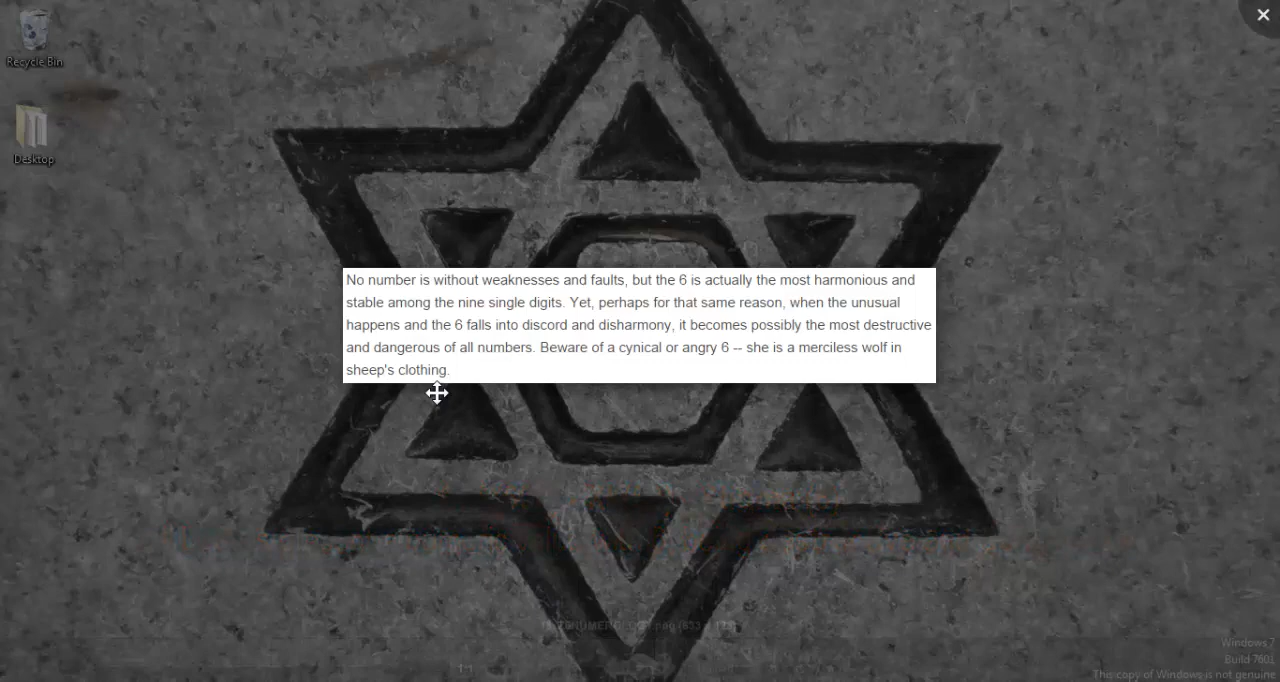 Recycle Bin
Desktop
No number is without weaknesses and faults, but the 6 is actually the most harmonious and
stable among the nine single digits. Yet, perhaps for that same reason, when the unusual
happens and the 6 falls into discord and disharmony, it becomes possibly the most destructive
and dangerous of all numbers. Beware of a cynical or angry 6 -- she is a merciless wolf in
sheep's clothing.
1:1
Windows 7
Build 7601
This copy of Windows is not genuine